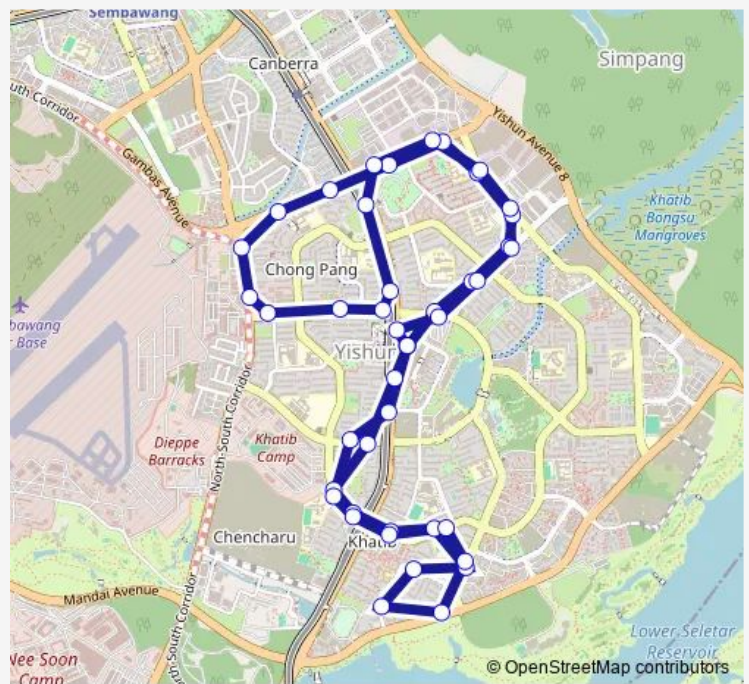 Sembawang
Canberra
Simpang
outh Corridor
Gambas Avenue
Yishun Avenue 8
Khatib
Bongsu
Mangroves
Chong Pang
bawang
r Base
Yishun
Dieppe
Barracks
North-South Corridor
Khatib
Camp
Chencharu
Khatib
Mandai Avenue
North-South Corridor
Nee Soon
Camp
Lower Seletar
Reservoir
© OpenStreetMap contributors